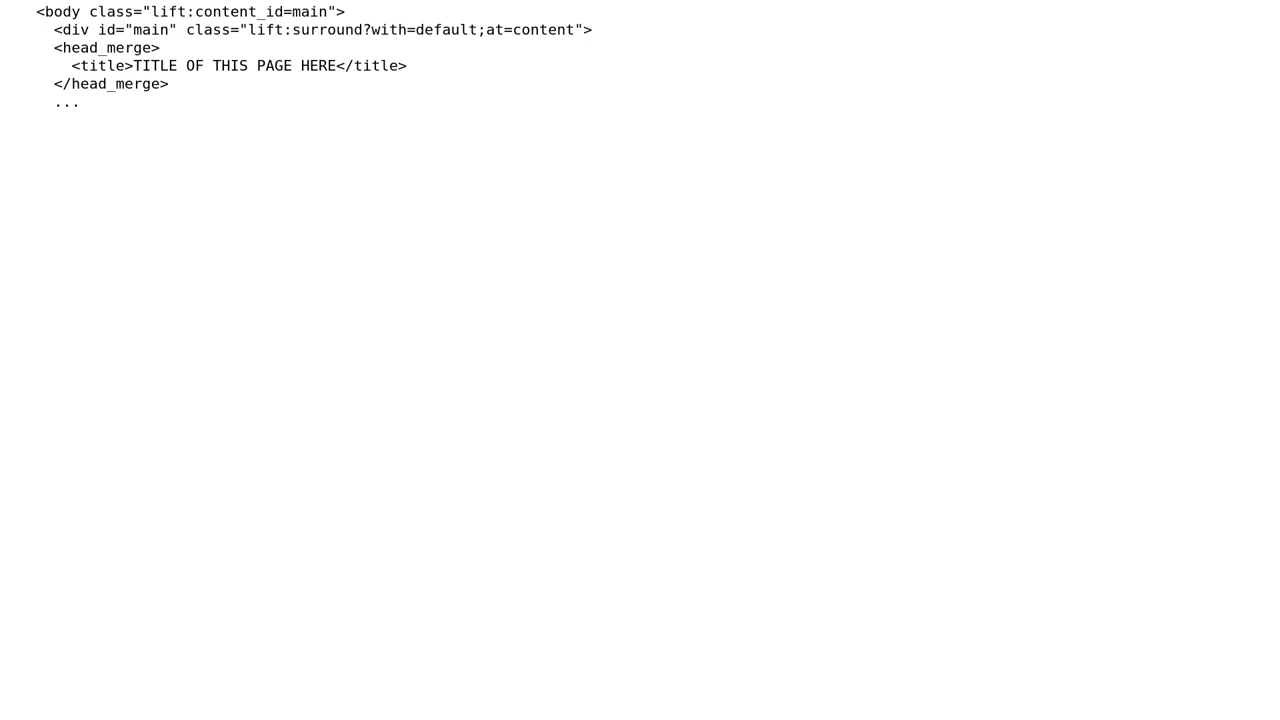 <body class="lift:content_id=main">
<div id="main" class="lift:surround?with=default;at=content">
<head_merge>
<title>TITLE OF THIS PAGE HERE</title>
</head_merge>
...